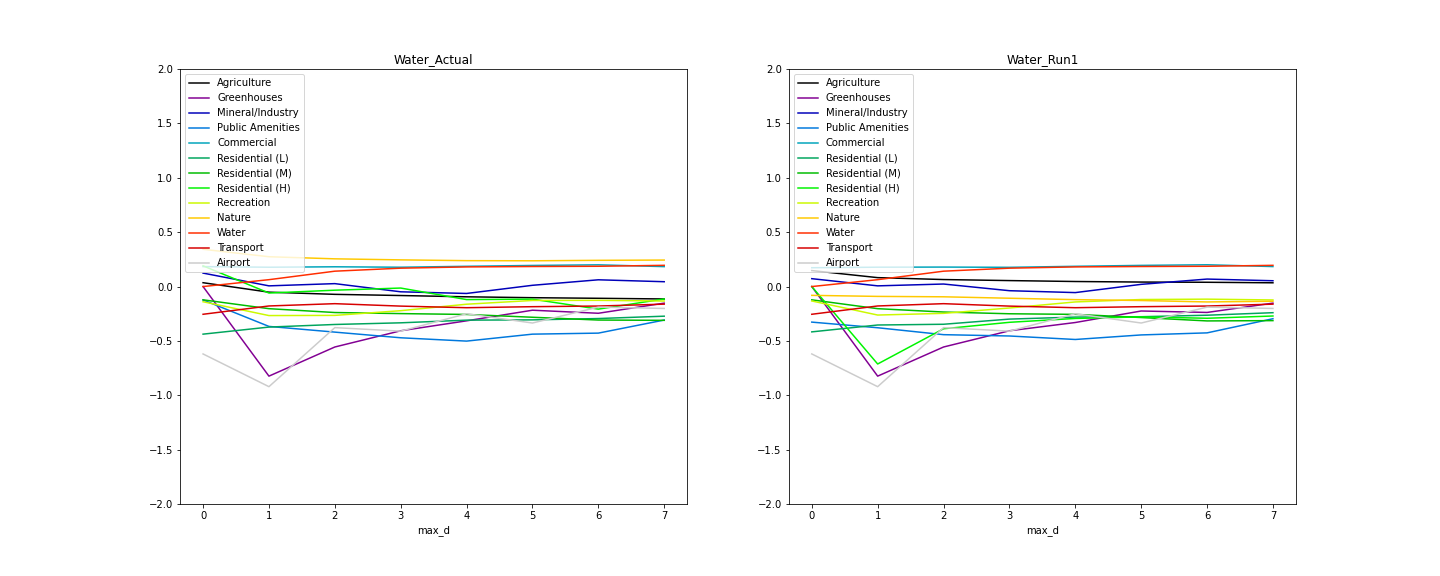 Water_Actual
2.0
1.5
1.0
0.5
0.0
−0.5
−1.0
−1.5
−2.0
Agriculture
Greenhouses
Mineral/Industry
Public Amenities
Commercial
Residential (L)
Residential (M)
Residential (H)
Recreation
Nature
Water
Transport
Airport
0 1 2 3 4 5 6 7
max_d
Water_Run1
2.0
1.5
1.0
0.5
0.0
−0.5
−1.0
−1.5
−2.0
Agriculture
Greenhouses
Mineral/Industry
Public Amenities
Commercial
Residential (L)
Residential (M)
Residential (H)
Recreation
Nature
Water
Transport
Airport
0 1 2 3 4 5 6 7
max_d